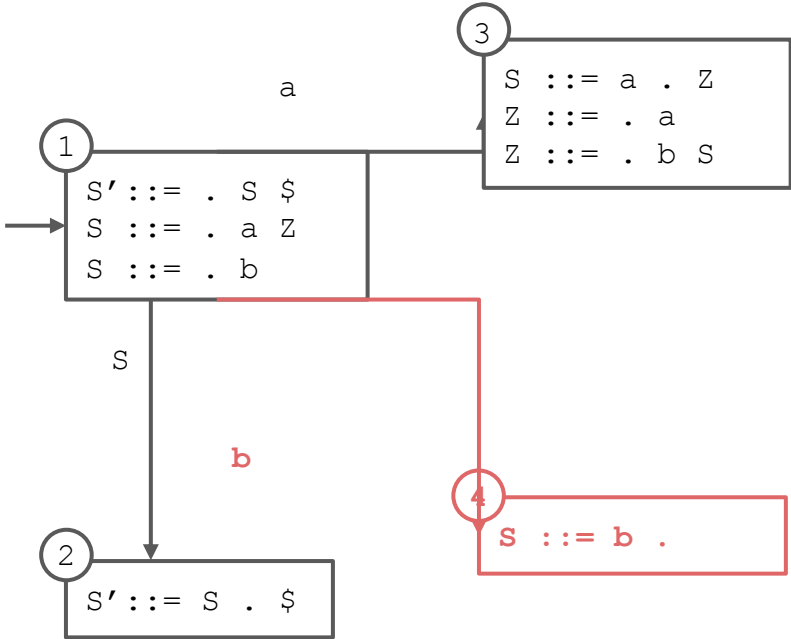 3
S ::= a . Z
Z ::= . a
Z ::= . b S
a
1
S′::= . S $
S ::= . a Z
S ::= . b
S
b
4
S ::= b .
2
S′::= S . $